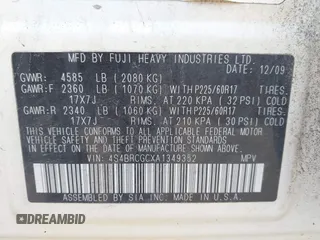 MFD BY FUJI HEAVY INDUSTRIES LTD.
DATE: 12/09
GVWR: 4585 LB (2080 KG)
GAWR:F 2360 LB (1070 KG) WITH P225/60R17 TIRES.
17X7J RIMS, AT 220 KPA (32 PSI) COLD
GAWR:R 2340 LB (1060 KG) WITH P225/60R17 TIRES.
17X7J RIMS, AT 210 KPA (30 PSI) COLD
THIS VEHICLE CONFORMS TO ALL APPLICABLE
FEDERAL MOTOR VEHICLE SAFETY, BUMPER,
AND THEFT PREVENTION STANDARDS IN EFFECT
ON THE DATE OF MANUFACTURE SHOWN ABOVE.
VIN: 4S4BRCGCXA1349352 MPV
ASSEMBLED BY SIA INC. IN U.S.A.
DREAMBID